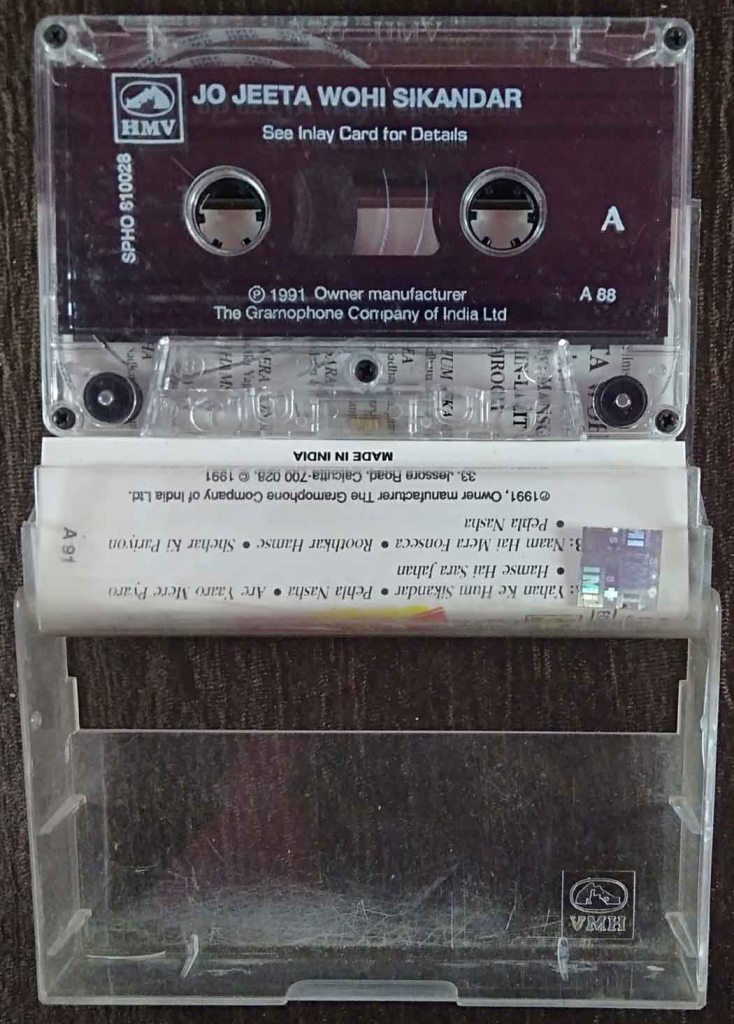 HMV
JO JEETA WOHI SIKANDAR
See Inlay Card for Details
SPHO 810028
A
℗ 1991 Owner manufacturer
A 88
The Gramophone Company of India Ltd
: Yahan Ke Hum Sikandar • Pehla Nasha • Are Yaaro Mere Pyaro
• Hamse Hai Sara Jahan
B: Naam Hai Mera Fonseca • Roothkar Hamse • Shehar Ki Pariyon
• Pehla Nasha
℗1991, Owner manufacturer The Gramophone Company of India Ltd.
33, Jessore Road, Calcutta-700 028. © 1991
MADE IN INDIA
A 91
HMV